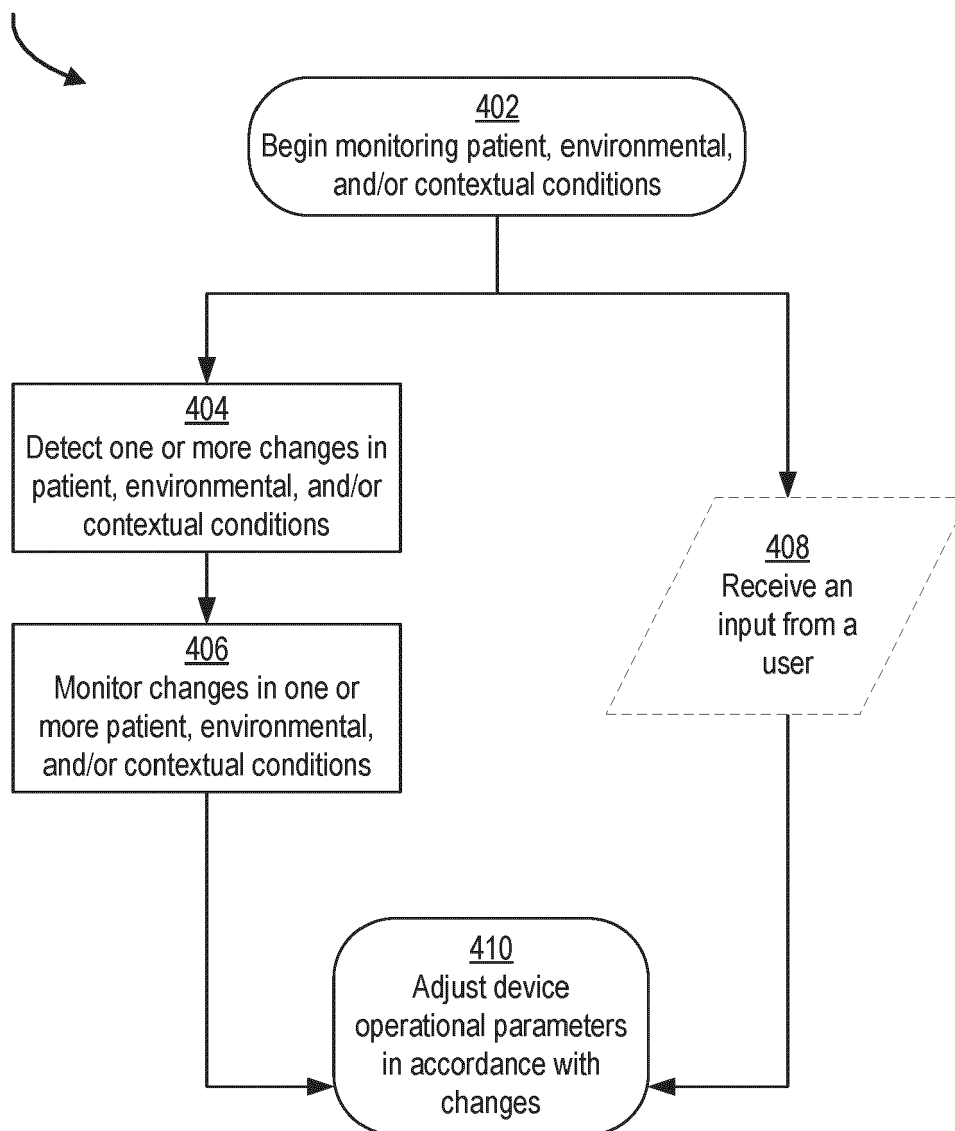 402
Begin monitoring patient, environmental,
and/or contextual conditions
404
Detect one or more changes in
patient, environmental, and/or
contextual conditions
406
Monitor changes in one or
more patient, environmental,
and/or contextual conditions
408
Receive an
input from a
user
410
Adjust device
operational parameters
in accordance with
changes